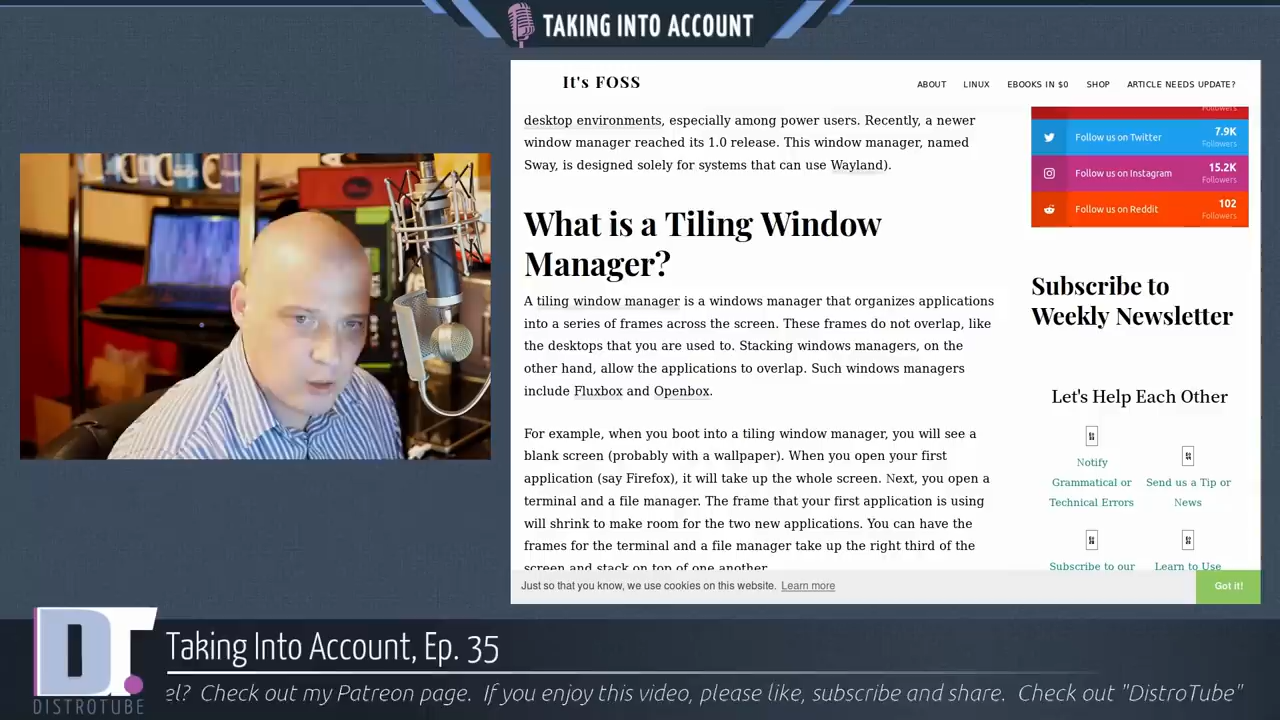 TAKING INTO ACCOUNT
It's FOSS
ABOUT LINUX EBOOKS IN $0 SHOP ARTICLE NEEDS UPDATE?
desktop environments, especially among power users. Recently, a newer
window manager reached its 1.0 release. This window manager, named
Sway, is designed solely for systems that can use Wayland).
What is a Tiling Window
Manager?
A tiling window manager is a windows manager that organizes applications
into a series of frames across the screen. These frames do not overlap, like
the desktops that you are used to. Stacking windows managers, on the
other hand, allow the applications to overlap. Such windows managers
include Fluxbox and Openbox.
For example, when you boot into a tiling window manager, you will see a
blank screen (probably with a wallpaper). When you open your first
application (say Firefox), it will take up the whole screen. Next, you open a
terminal and a file manager. The frame that your first application is using
will shrink to make room for the two new applications. You can have the
frames for the terminal and a file manager take up the right third of the
screen and stack on top of one another.
Followers
Follow us on Twitter 7.9K
Followers
Follow us on Instagram 15.2K
Followers
Follow us on Reddit 102
Followers
Subscribe to
Weekly Newsletter
Let's Help Each Other
Notify
Grammatical or
Technical Errors
Send us a Tip or
News
Subscribe to our
Learn to Use
Just so that you know, we use cookies on this website. Learn more
Got it!
DT
DISTROTUBE
Taking Into Account, Ep. 35
el? Check out my Patreon page. If you enjoy this video, please like, subscribe and share. Check out "DistroTube"